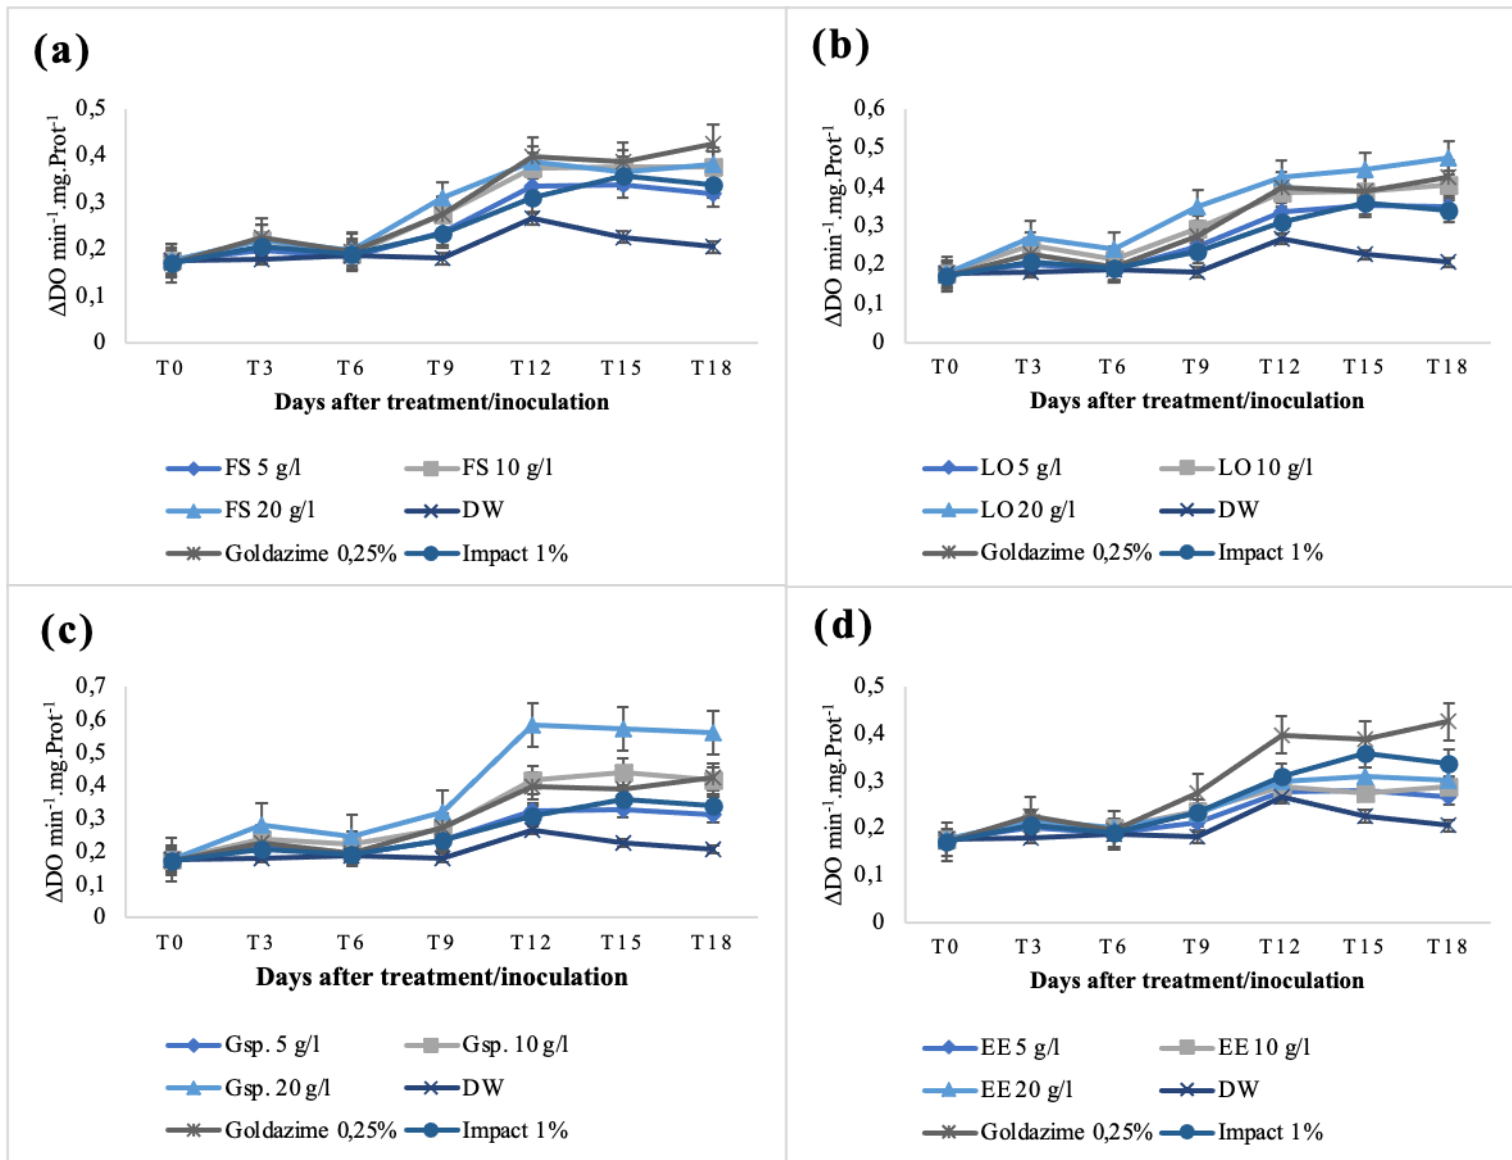 (a)
ΔDO min⁻¹.mg.Prot⁻¹
0,5
0,4
0,3
0,2
0,1
0
T0 T3 T6 T9 T12 T15 T18
Days after treatment/inoculation
FS 5 g/l FS 10 g/l
FS 20 g/l DW
Goldazime 0,25% Impact 1%
(b)
ΔDO min⁻¹.mg.Prot⁻¹
0,6
0,5
0,4
0,3
0,2
0,1
0
T0 T3 T6 T9 T12 T15 T18
Days after treatment/inoculation
LO 5 g/l LO 10 g/l
LO 20 g/l DW
Goldazime 0,25% Impact 1%
(c)
ΔDO min⁻¹.mg.Prot⁻¹
0,7
0,6
0,5
0,4
0,3
0,2
0,1
0
T0 T3 T6 T9 T12 T15 T18
Days after treatment/inoculation
Gsp. 5 g/l Gsp. 10 g/l
Gsp. 20 g/l DW
Goldazime 0,25% Impact 1%
(d)
ΔDO min⁻¹.mg.Prot⁻¹
0,5
0,4
0,3
0,2
0,1
0
T0 T3 T6 T9 T12 T15 T18
Days after treatment/inoculation
EE 5 g/l EE 10 g/l
EE 20 g/l DW
Goldazime 0,25% Impact 1%